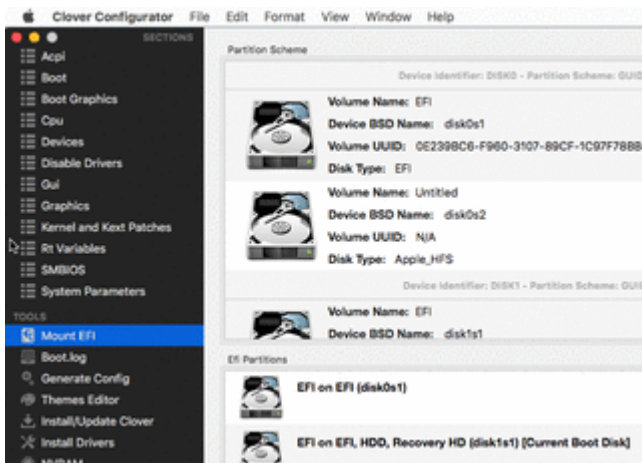 Clover Configurator File Edit Format View Window Help
SECTIONS
Acpi
Boot
Boot Graphics
Cpu
Devices
Disable Drivers
Gui
Graphics
Kernel and Kext Patches
Rt Variables
SMBIOS
System Parameters
TOOLS
Mount EFI
Boot.log
Generate Config
Themes Editor
Install/Update Clover
Install Drivers
NVRAM
Partition Scheme
Device Identifier: DISK0 - Partition Scheme: GUID
Volume Name: EFI
Device BSD Name: disk0s1
Volume UUID: 0E239BC6-F960-3107-89CF-1C97F78BB
Disk Type: EFI
Volume Name: Untitled
Device BSD Name: disk0s2
Volume UUID: N/A
Disk Type: Apple_HFS
Device Identifier: DISK1 - Partition Scheme: GUID
Volume Name: EFI
Device BSD Name: disk1s1
Efi Partitions
EFI on EFI (disk0s1)
EFI on EFI, HDD, Recovery HD (disk1s1) [Current Boot Disk]